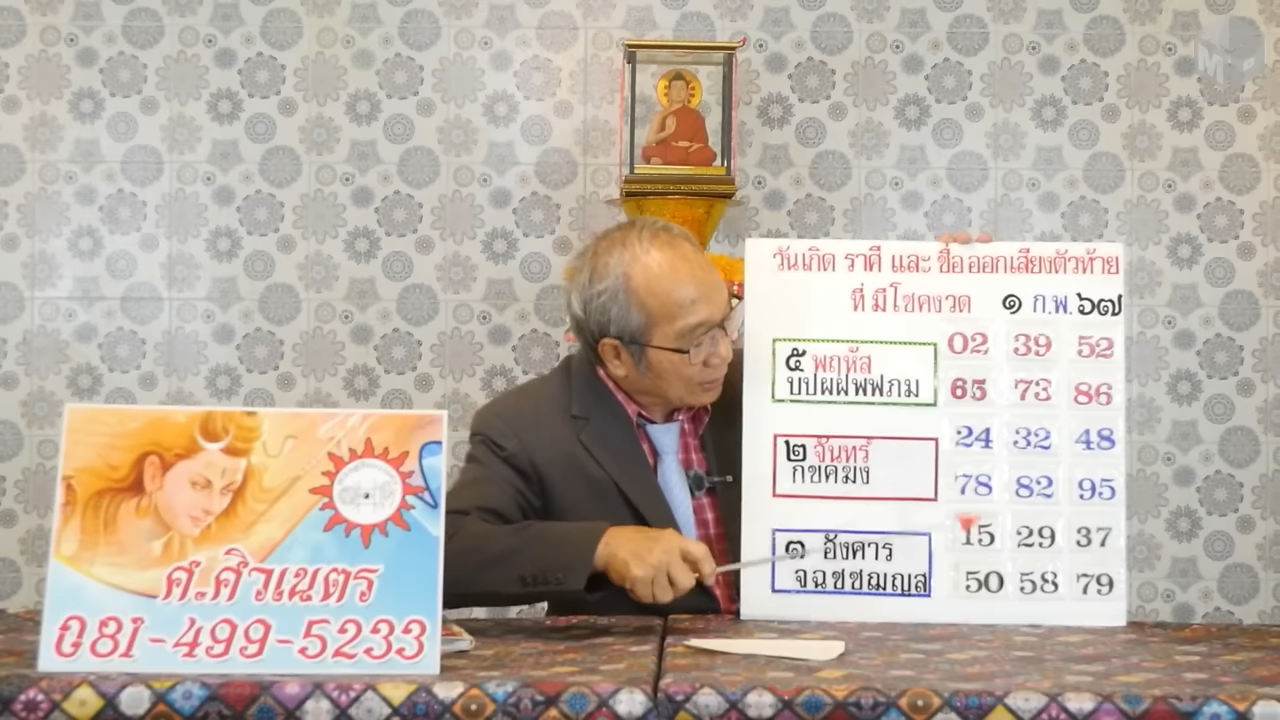 วันเกิด ราศี และ ชื่อออกเสียงตัวท้าย
ที่ มีโชคงวด ๑ ก.พ. ๖๗
๕ พฤหัส
บปผฝพฟภม
02 39 52
65 73 86
๒ จันทร์
กขคฆง
24 32 48
78 82 95
๓ อังคาร
จฉชซฌญส
15 29 37
50 58 79
ศ.ศิวเนตร
081-499-5233
M